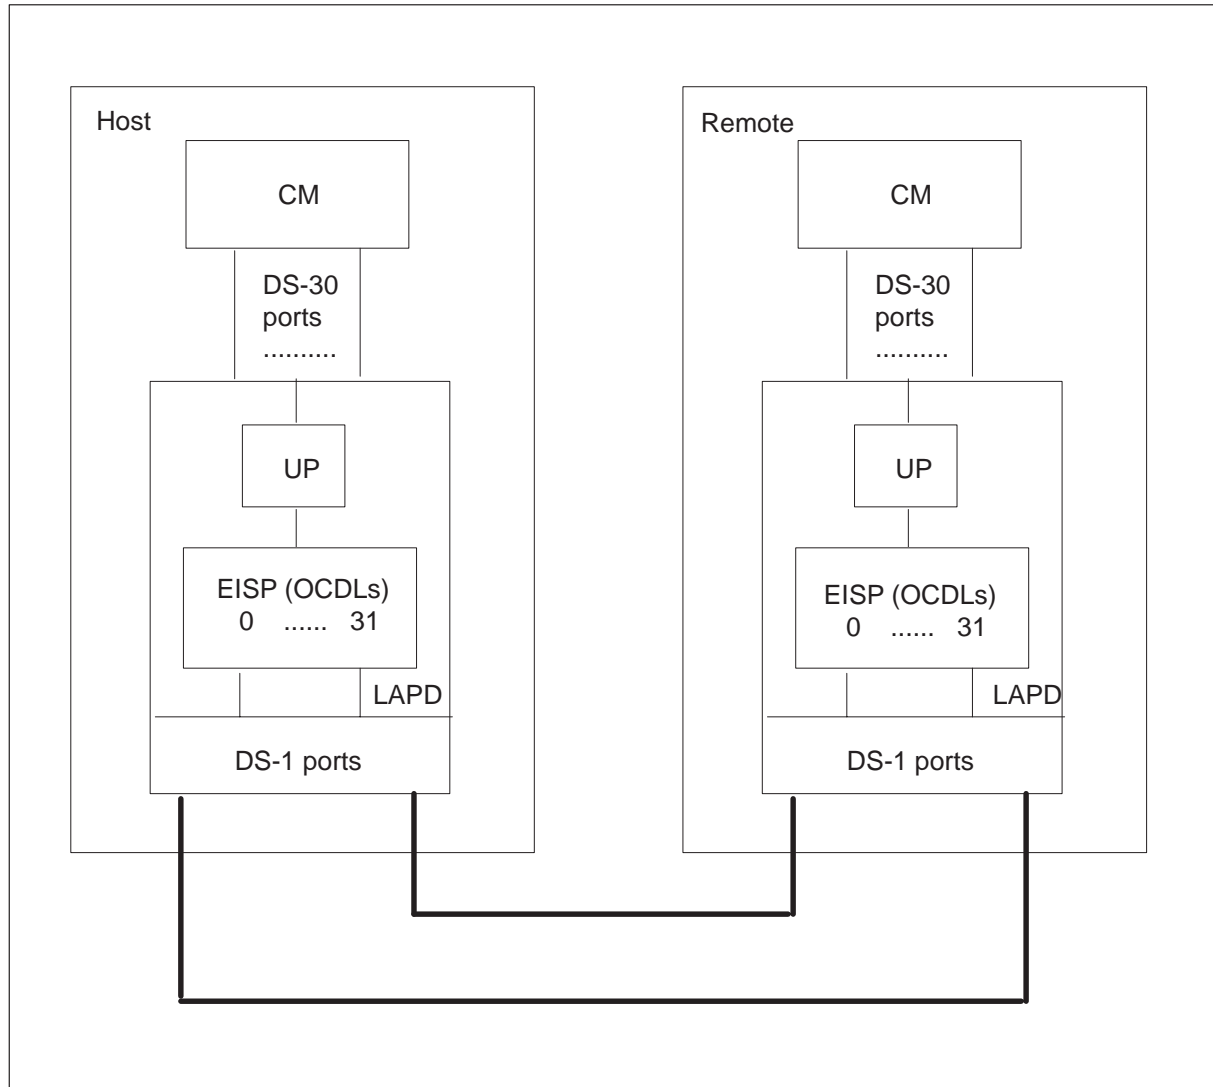 Host
CM
DS-30
ports
..........
UP
EISP (OCDLs)
0 ...... 31
LAPD
DS-1 ports
Remote
CM
DS-30
ports
..........
UP
EISP (OCDLs)
0 ...... 31
LAPD
DS-1 ports